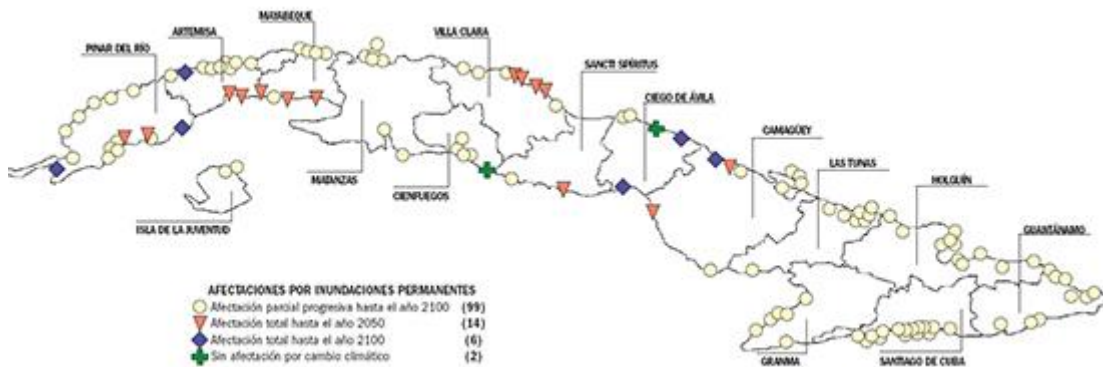 MAYABEQUE
ARTEMISA
VILLA CLARA
PINAR DEL RÍO
SANCTI SPÍRITUS
CIEGO DE ÁVILA
CAMAGÜEY
LAS TUNAS
HOLGUÍN
MATANZAS
CIENFUEGOS
ISLA DE LA JUVENTUD
GUANTÁNAMO
AFECTACIONES POR INUNDACIONES PERMANENTES
Afectación parcial progresiva hasta el año 2100 (99)
Afectación total hasta el año 2050 (14)
Afectación total hasta el año 2100 (6)
Sin afectación por cambio climático (2)
GRANMA
SANTIAGO DE CUBA